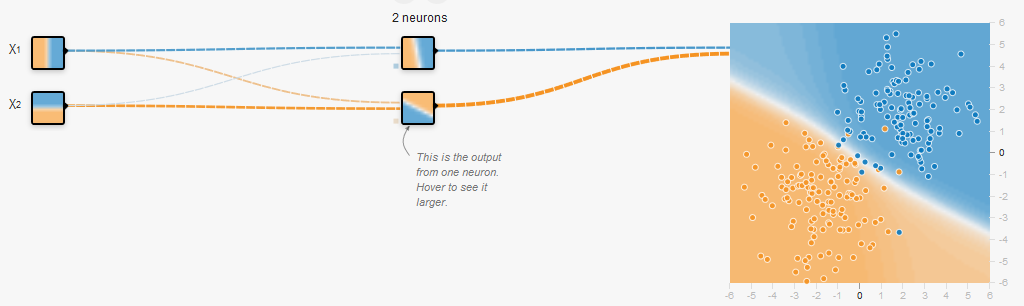 2 neurons
X1
X2
This is the output
from one neuron.
Hover to see it
larger.
6
5
4
3
2
1
0
-1
-2
-3
-4
-5
-6
-6 -5 -4 -3 -2 -1 0 1 2 3 4 5 6